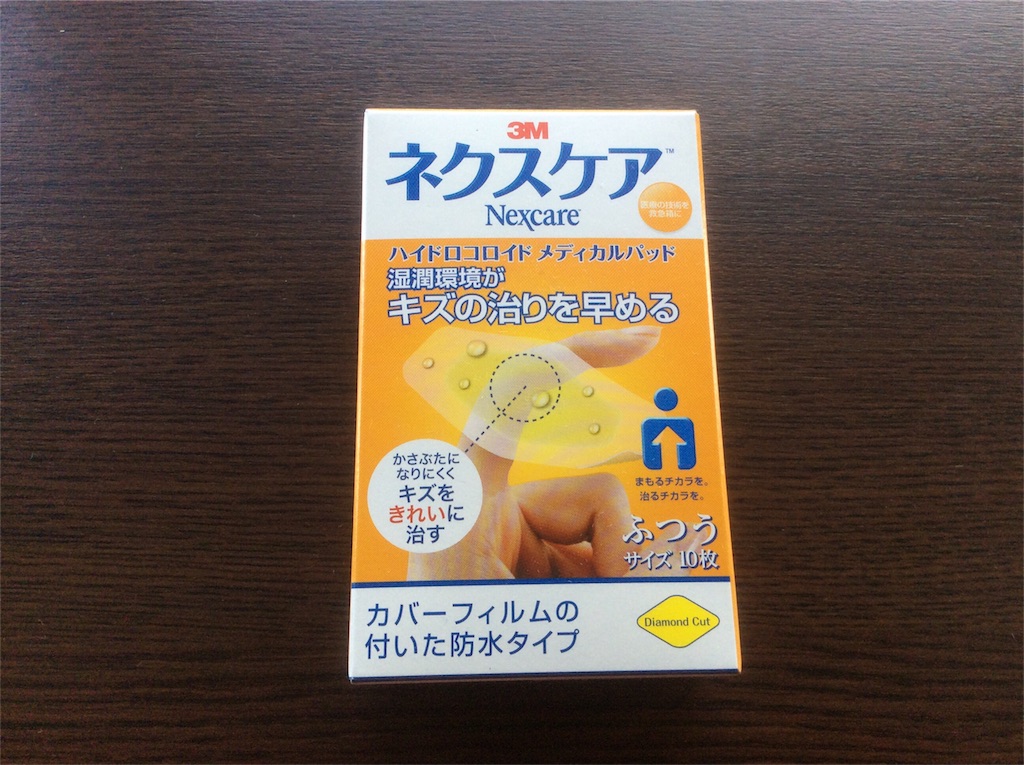 3M
ネクスケア™
Nexcare
医療の技術を
救急箱に
ハイドロコロイド メディカルパッド
湿潤環境が
キズの治りを早める
かさぶたに
なりにくく
キズを
きれいに
治す
まもるチカラを。
治るチカラを。
ふつう
サイズ 10枚
カバーフィルムの
付いた防水タイプ
Diamond Cut